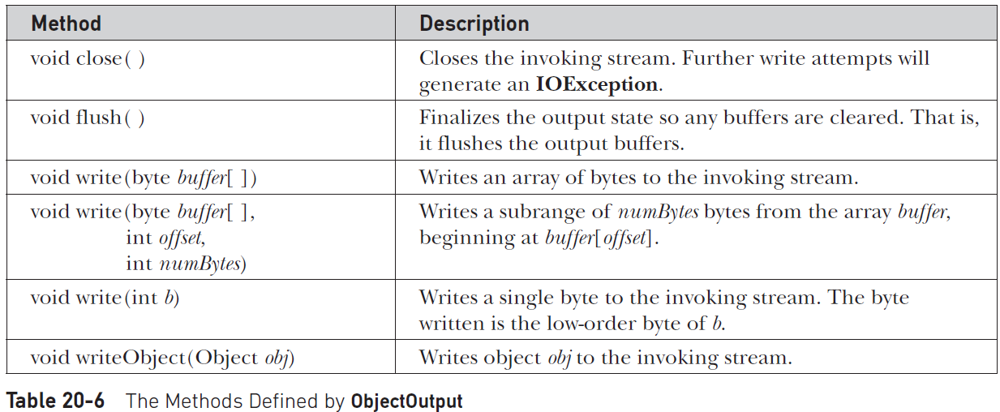 Method Description
void close( ) Closes the invoking stream. Further write attempts will
generate an IOException.
void flush( ) Finalizes the output state so any buffers are cleared. That is,
it flushes the output buffers.
void write(byte buffer[ ]) Writes an array of bytes to the invoking stream.
void write(byte buffer[ ], Writes a subrange of numBytes bytes from the array buffer,
int offset, beginning at buffer[offset].
int numBytes)
void write(int b) Writes a single byte to the invoking stream. The byte
written is the low-order byte of b.
void writeObject(Object obj) Writes object obj to the invoking stream.
Table 20-6 The Methods Defined by ObjectOutput